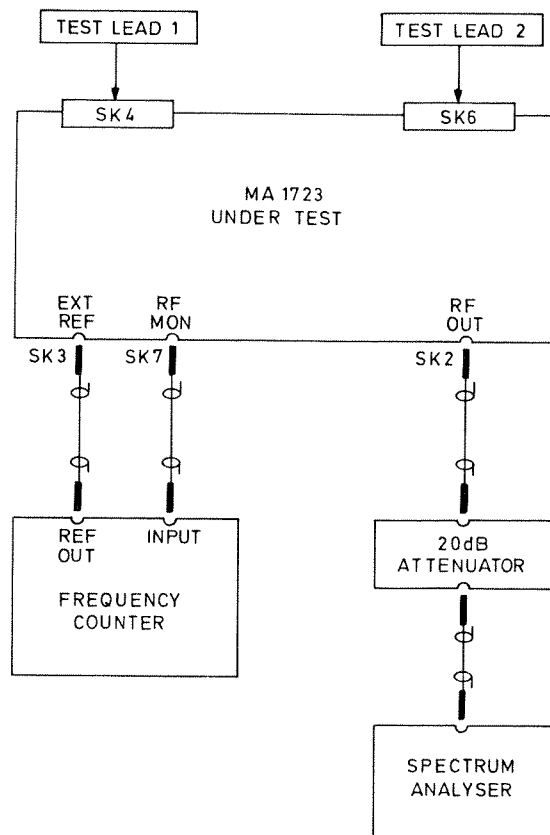 TEST LEAD 1
TEST LEAD 2
SK4
SK6
MA 1723
UNDER TEST
EXT
REF
RF
MON
RF
OUT
SK3
SK7
SK2
REF
OUT
INPUT
FREQUENCY
COUNTER
20dB
ATTENUATOR
SPECTRUM
ANALYSER